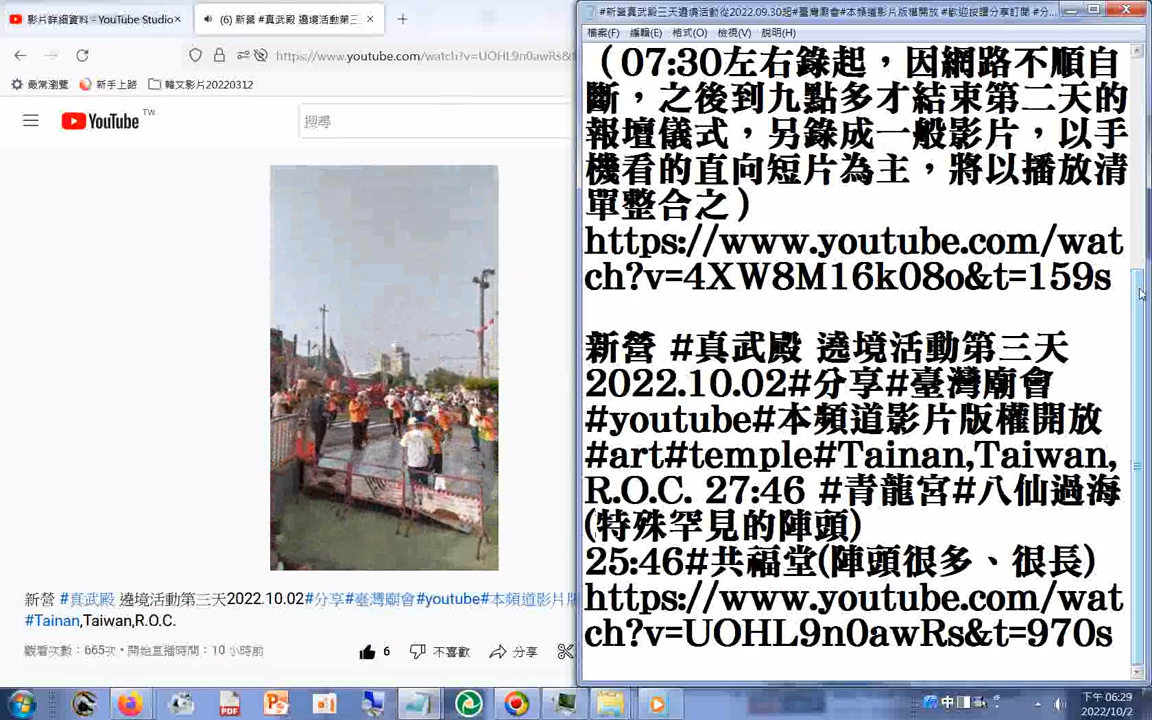 影片詳細資料 - YouTube Studio
(6) 新營 #真武殿 遶境活動第三
https://www.youtube.com/watch?v=UOHL9n0awRs&
最常瀏覽 新手上路 韓文影片20220312
YouTube TW
搜尋
新營 #真武殿 遶境活動第三天2022.10.02#分享#臺灣廟會#youtube#本頻道影片版
#Tainan,Taiwan,R.O.C.
觀看次數：665次 • 開始直播時間：10 小時前
6 不喜歡 分享
#新營真武殿三天遶境活動從2022.09.30起#臺灣廟會#本頻道影片版權開放 #歡迎按讚分享訂閱 #分...
檔案(F) 編輯(E) 格式(O) 檢視(V) 說明(H)
（07:30左右錄起，因網路不順自
斷，之後到九點多才結束第二天的
報壇儀式，另錄成一般影片，以手
機看的直向短片為主，將以播放清
單整合之）
https://www.youtube.com/wat
ch?v=4XW8M16k08o&t=159s
新營 #真武殿 遶境活動第三天
2022.10.02#分享#臺灣廟會
#youtube#本頻道影片版權開放
#art#temple#Tainan,Taiwan,
R.O.C. 27:46 #青龍宮#八仙過海
(特殊罕見的陣頭)
25:46#共福堂(陣頭很多、很長)
https://www.youtube.com/wat
ch?v=UOHL9n0awRs&t=970s
PDF
中
下午 06:29
2022/10/2